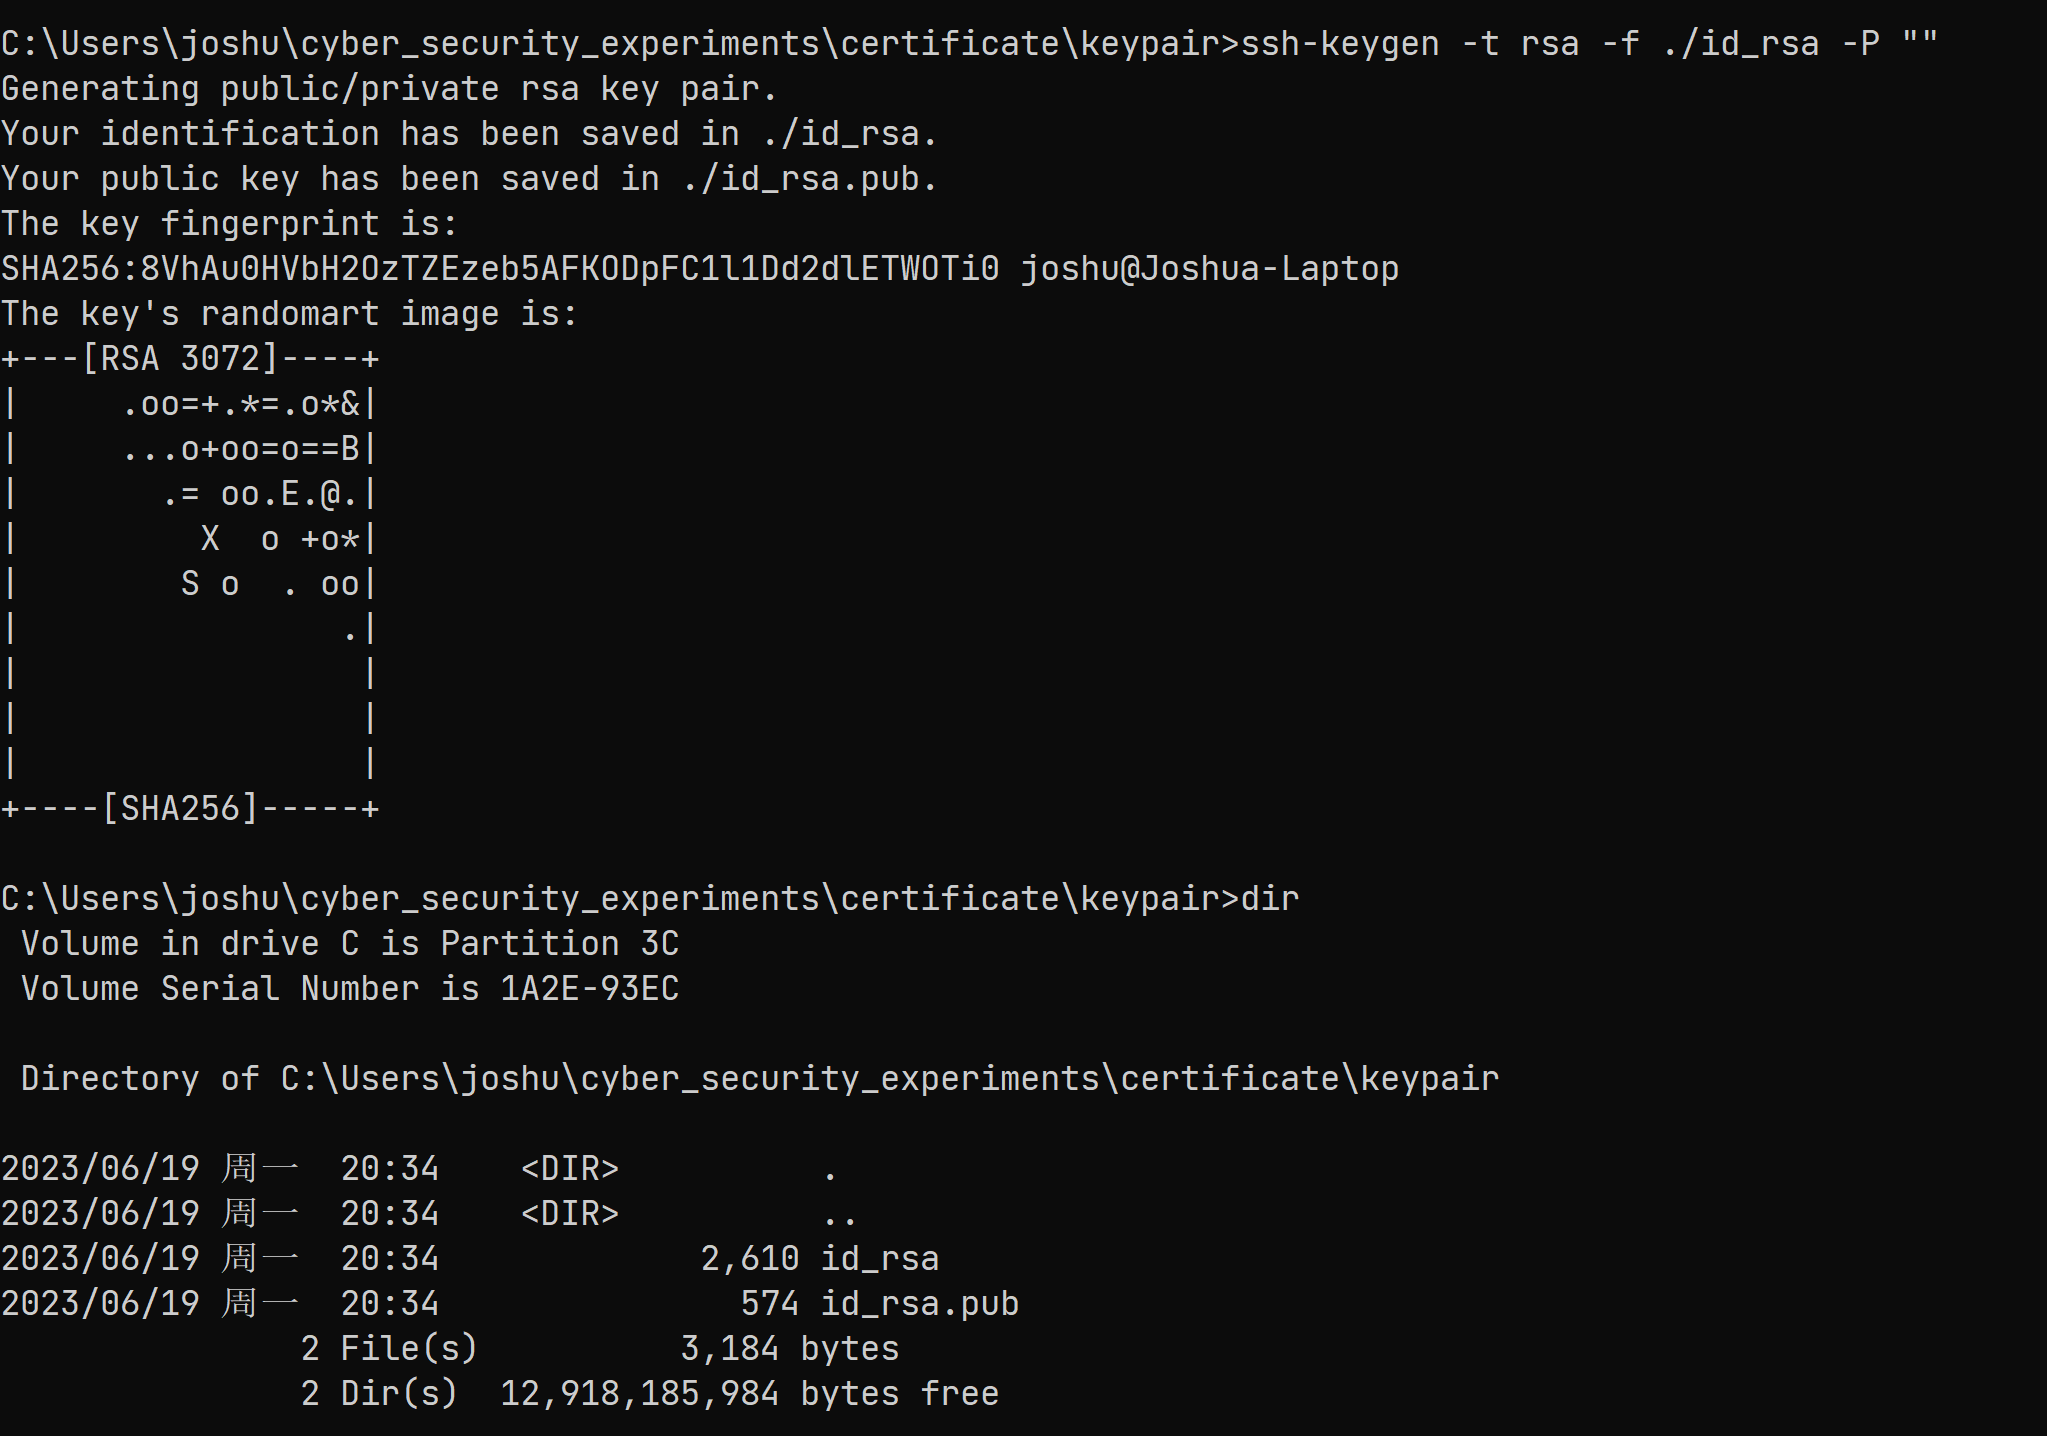 C:\Users\joshu\cyber_security_experiments\certificate\keypair>ssh-keygen -t rsa -f ./id_rsa -P ""
Generating public/private rsa key pair.
Your identification has been saved in ./id_rsa.
Your public key has been saved in ./id_rsa.pub.
The key fingerprint is:
SHA256:8VhAu0HVbH2OzTZEzeb5AFKODpFC1l1Dd2dlETWOTi0 joshu@Joshua-Laptop
The key's randomart image is:
+---[RSA 3072]----+
|     .oo=+.*=.o*&|
|     ...o+oo=o==B|
|       .= oo.E.@.|
|         X  o +o*|
|        S o  . oo|
|                .|
|                 |
|                 |
|                 |
+----[SHA256]-----+
C:\Users\joshu\cyber_security_experiments\certificate\keypair>dir
 Volume in drive C is Partition 3C
 Volume Serial Number is 1A2E-93EC
 Directory of C:\Users\joshu\cyber_security_experiments\certificate\keypair
2023/06/19 周一  20:34    <DIR>          .
2023/06/19 周一  20:34    <DIR>          ..
2023/06/19 周一  20:34             2,610 id_rsa
2023/06/19 周一  20:34               574 id_rsa.pub
               2 File(s)          3,184 bytes
               2 Dir(s)  12,918,185,984 bytes free